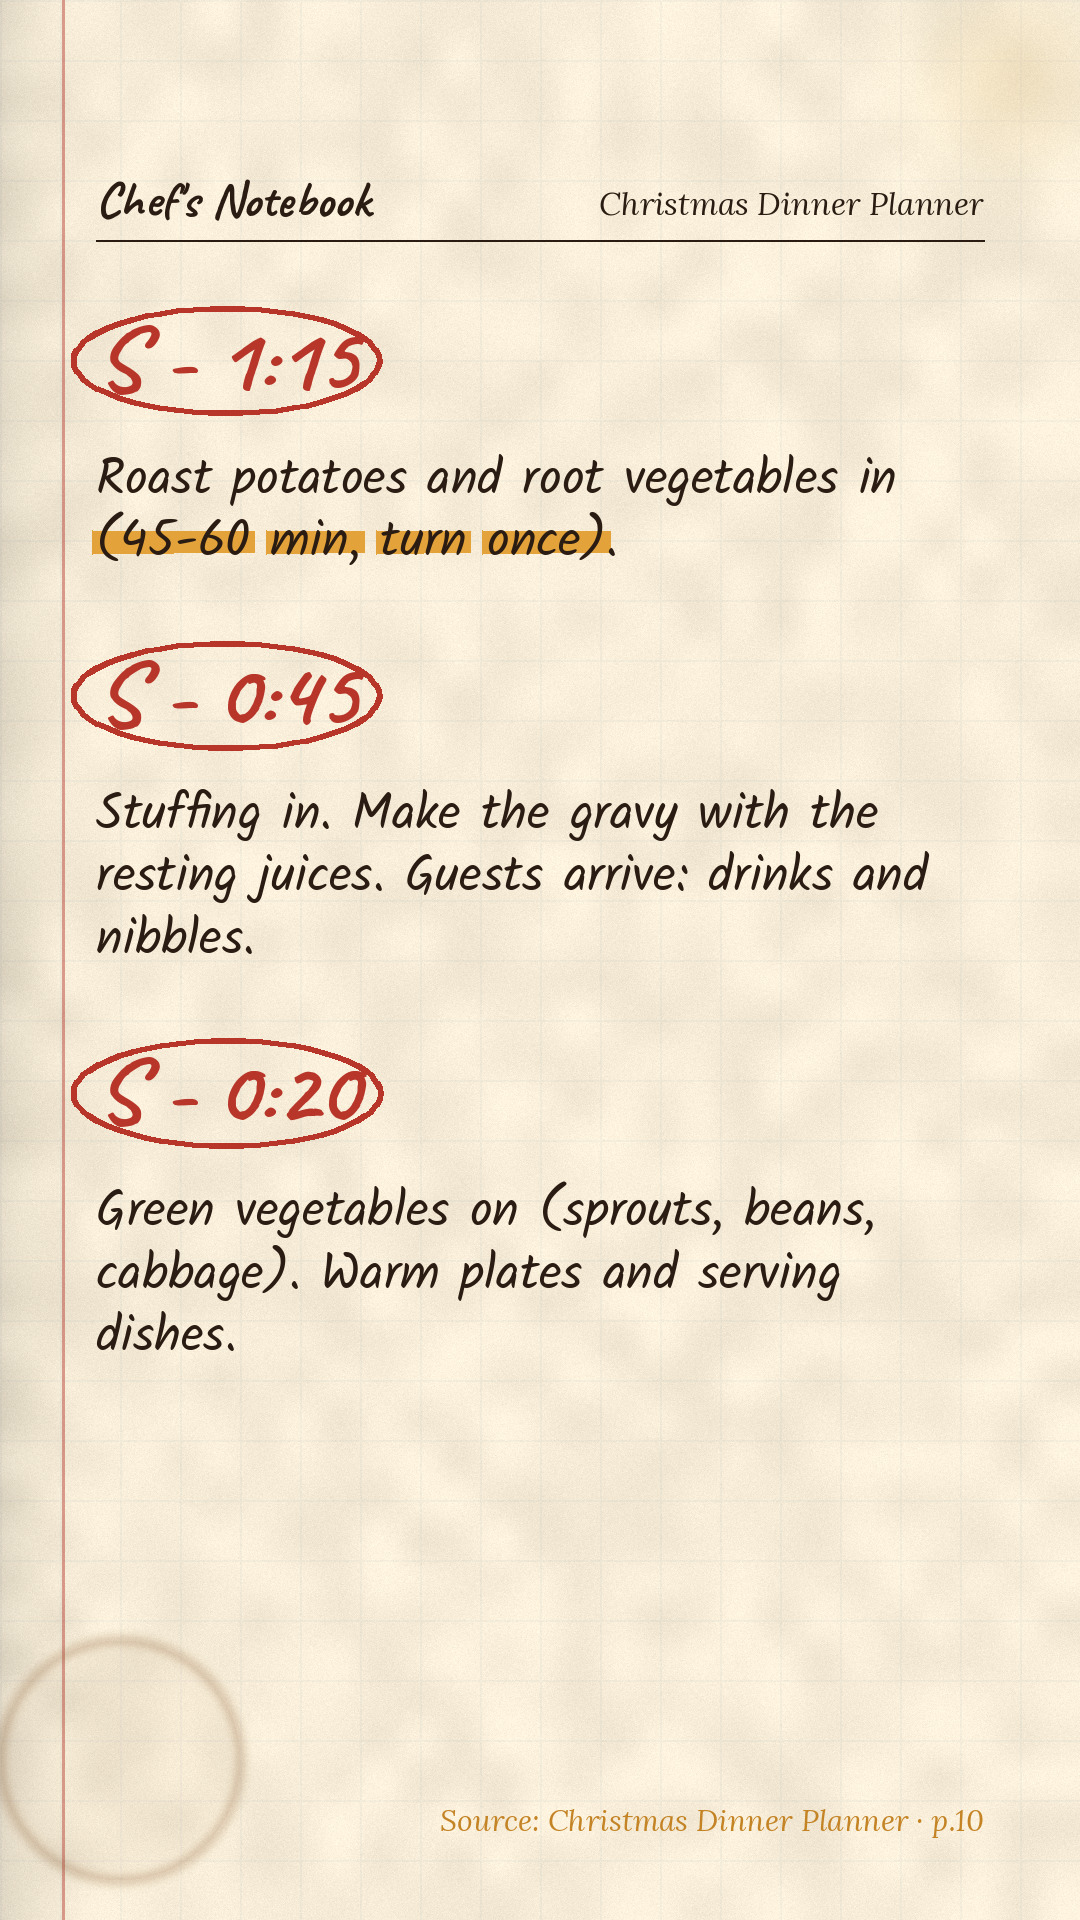 Chef's Notebook
Christmas Dinner Planner
S - 1:15
Roast potatoes and root vegetables in
(45-60 min, turn once).
S - 0:45
Stuffing in. Make the gravy with the
resting juices. Guests arrive: drinks and
nibbles.
S - 0:20
Green vegetables on (sprouts, beans,
cabbage). Warm plates and serving
dishes.
Source: Christmas Dinner Planner · p.10